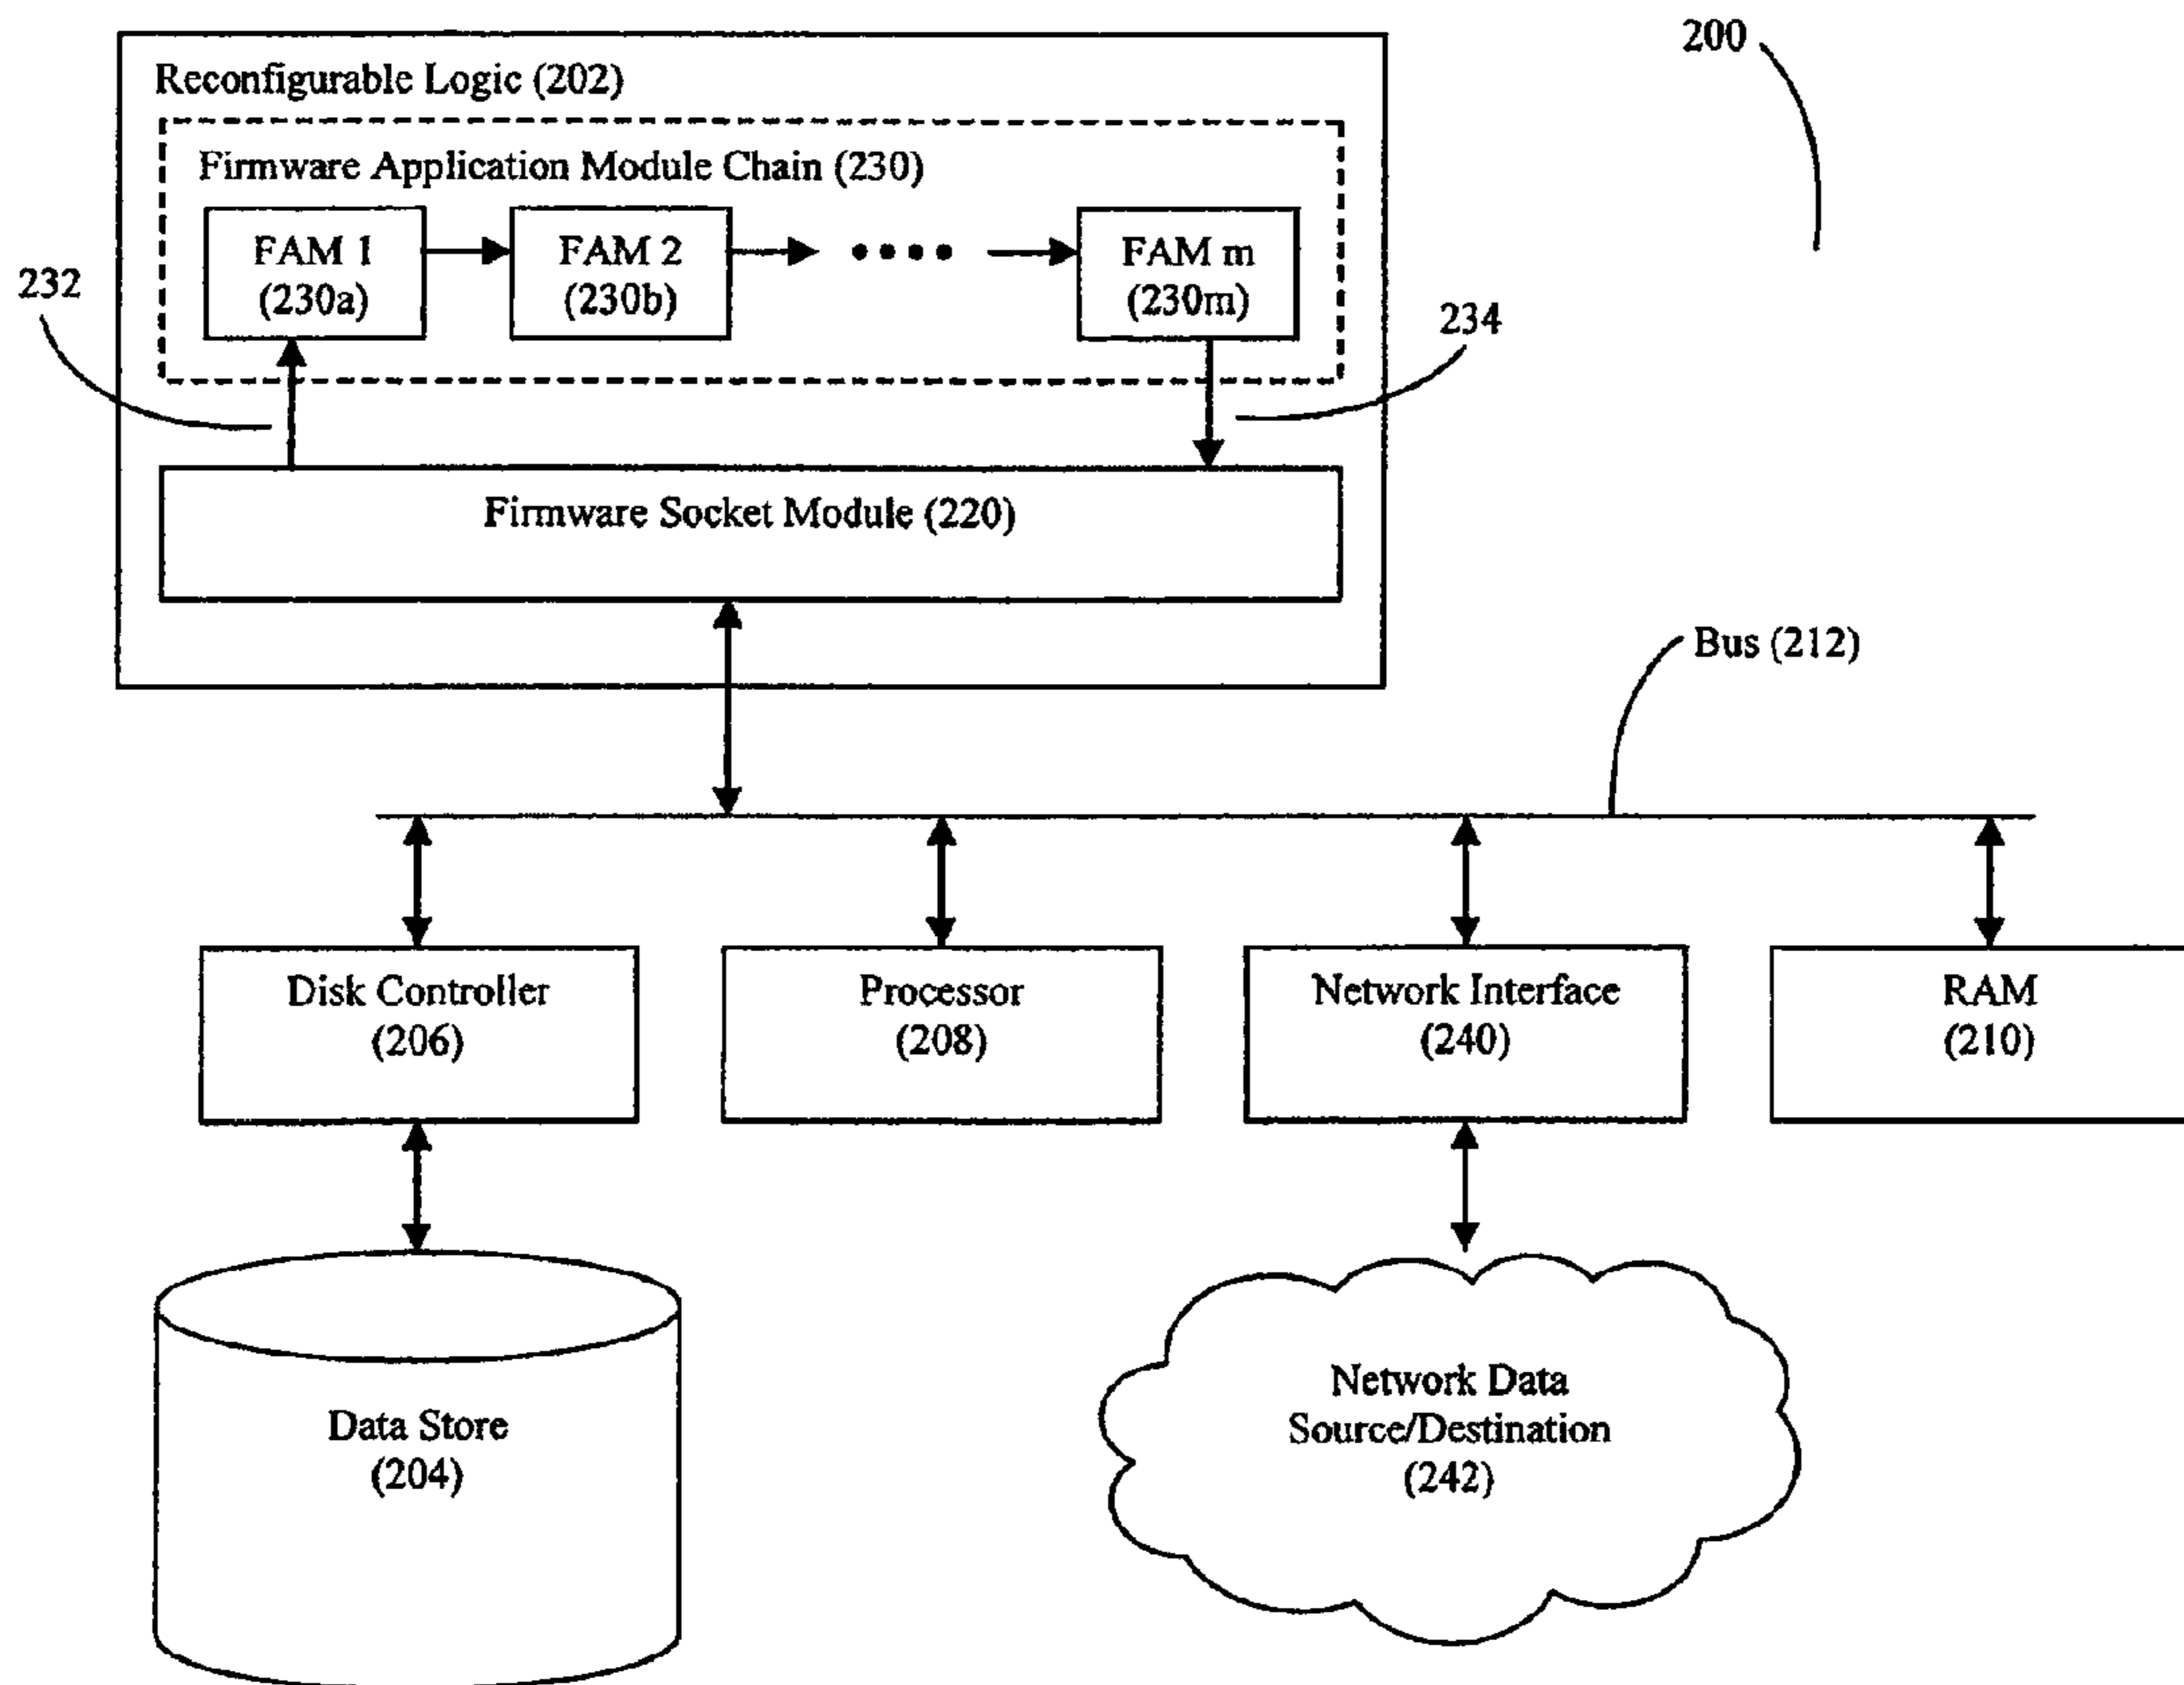 200
Reconfigurable Logic (202)
Firmware Application Module Chain (230)
FAM 1
(230a)
FAM 2
(230b)
FAM m
(230m)
232
234
Firmware Socket Module (220)
Bus (212)
Disk Controller
(206)
Processor
(208)
Network Interface
(240)
RAM
(210)
Data Store
(204)
Network Data
Source/Destination
(242)